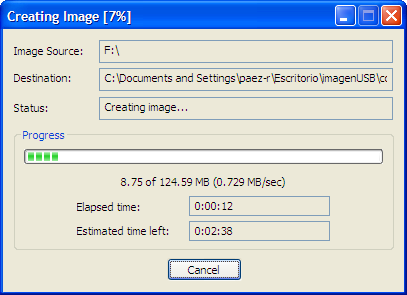 Creating Image [7%]
Image Source: F:\
Destination: C:\Documents and Settings\paez-r\Escritorio\imagenUSB\
Status: Creating image...
Progress
8.75 of 124.59 MB (0.729 MB/sec)
Elapsed time: 0:00:12
Estimated time left: 0:02:38
Cancel